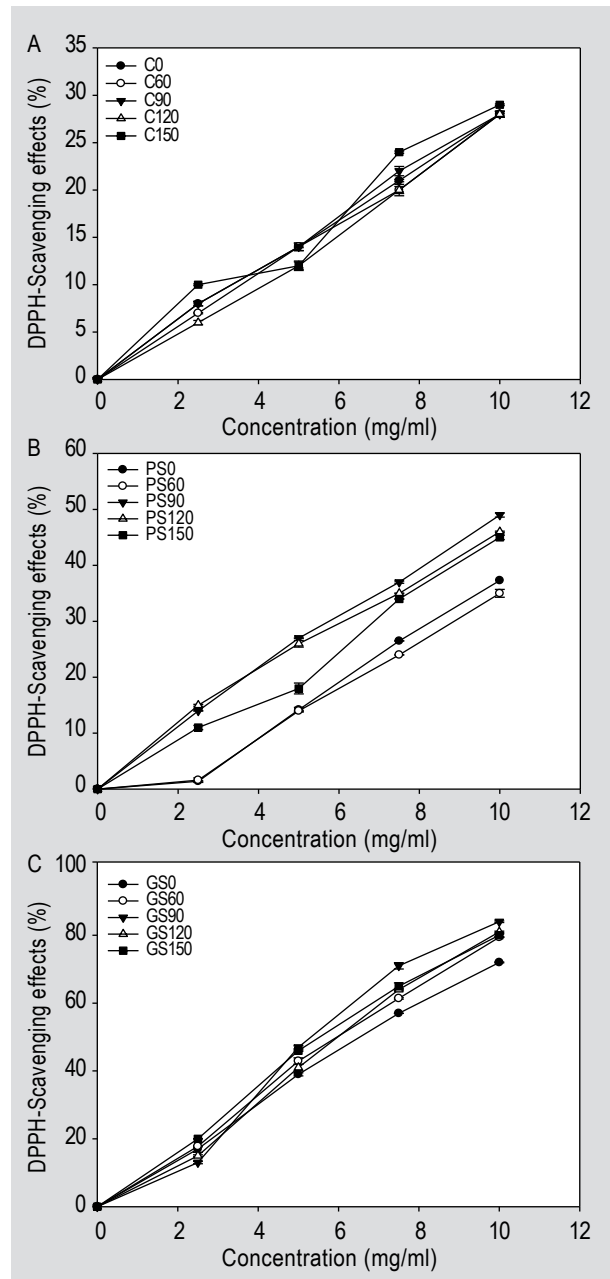 A
C0
C60
C90
C120
C150
35
30
25
20
15
10
5
0
DPPH-Scavenging effects (%)
0 2 4 6 8 10 12
Concentration (mg/ml)
B
PS0
PS60
PS90
PS120
PS150
60
50
40
30
20
10
0
DPPH-Scavenging effects (%)
0 2 4 6 8 10 12
Concentration (mg/ml)
C
GS0
GS60
GS90
GS120
GS150
100
80
60
40
20
0
DPPH-Scavenging effects (%)
0 2 4 6 8 10 12
Concentration (mg/ml)